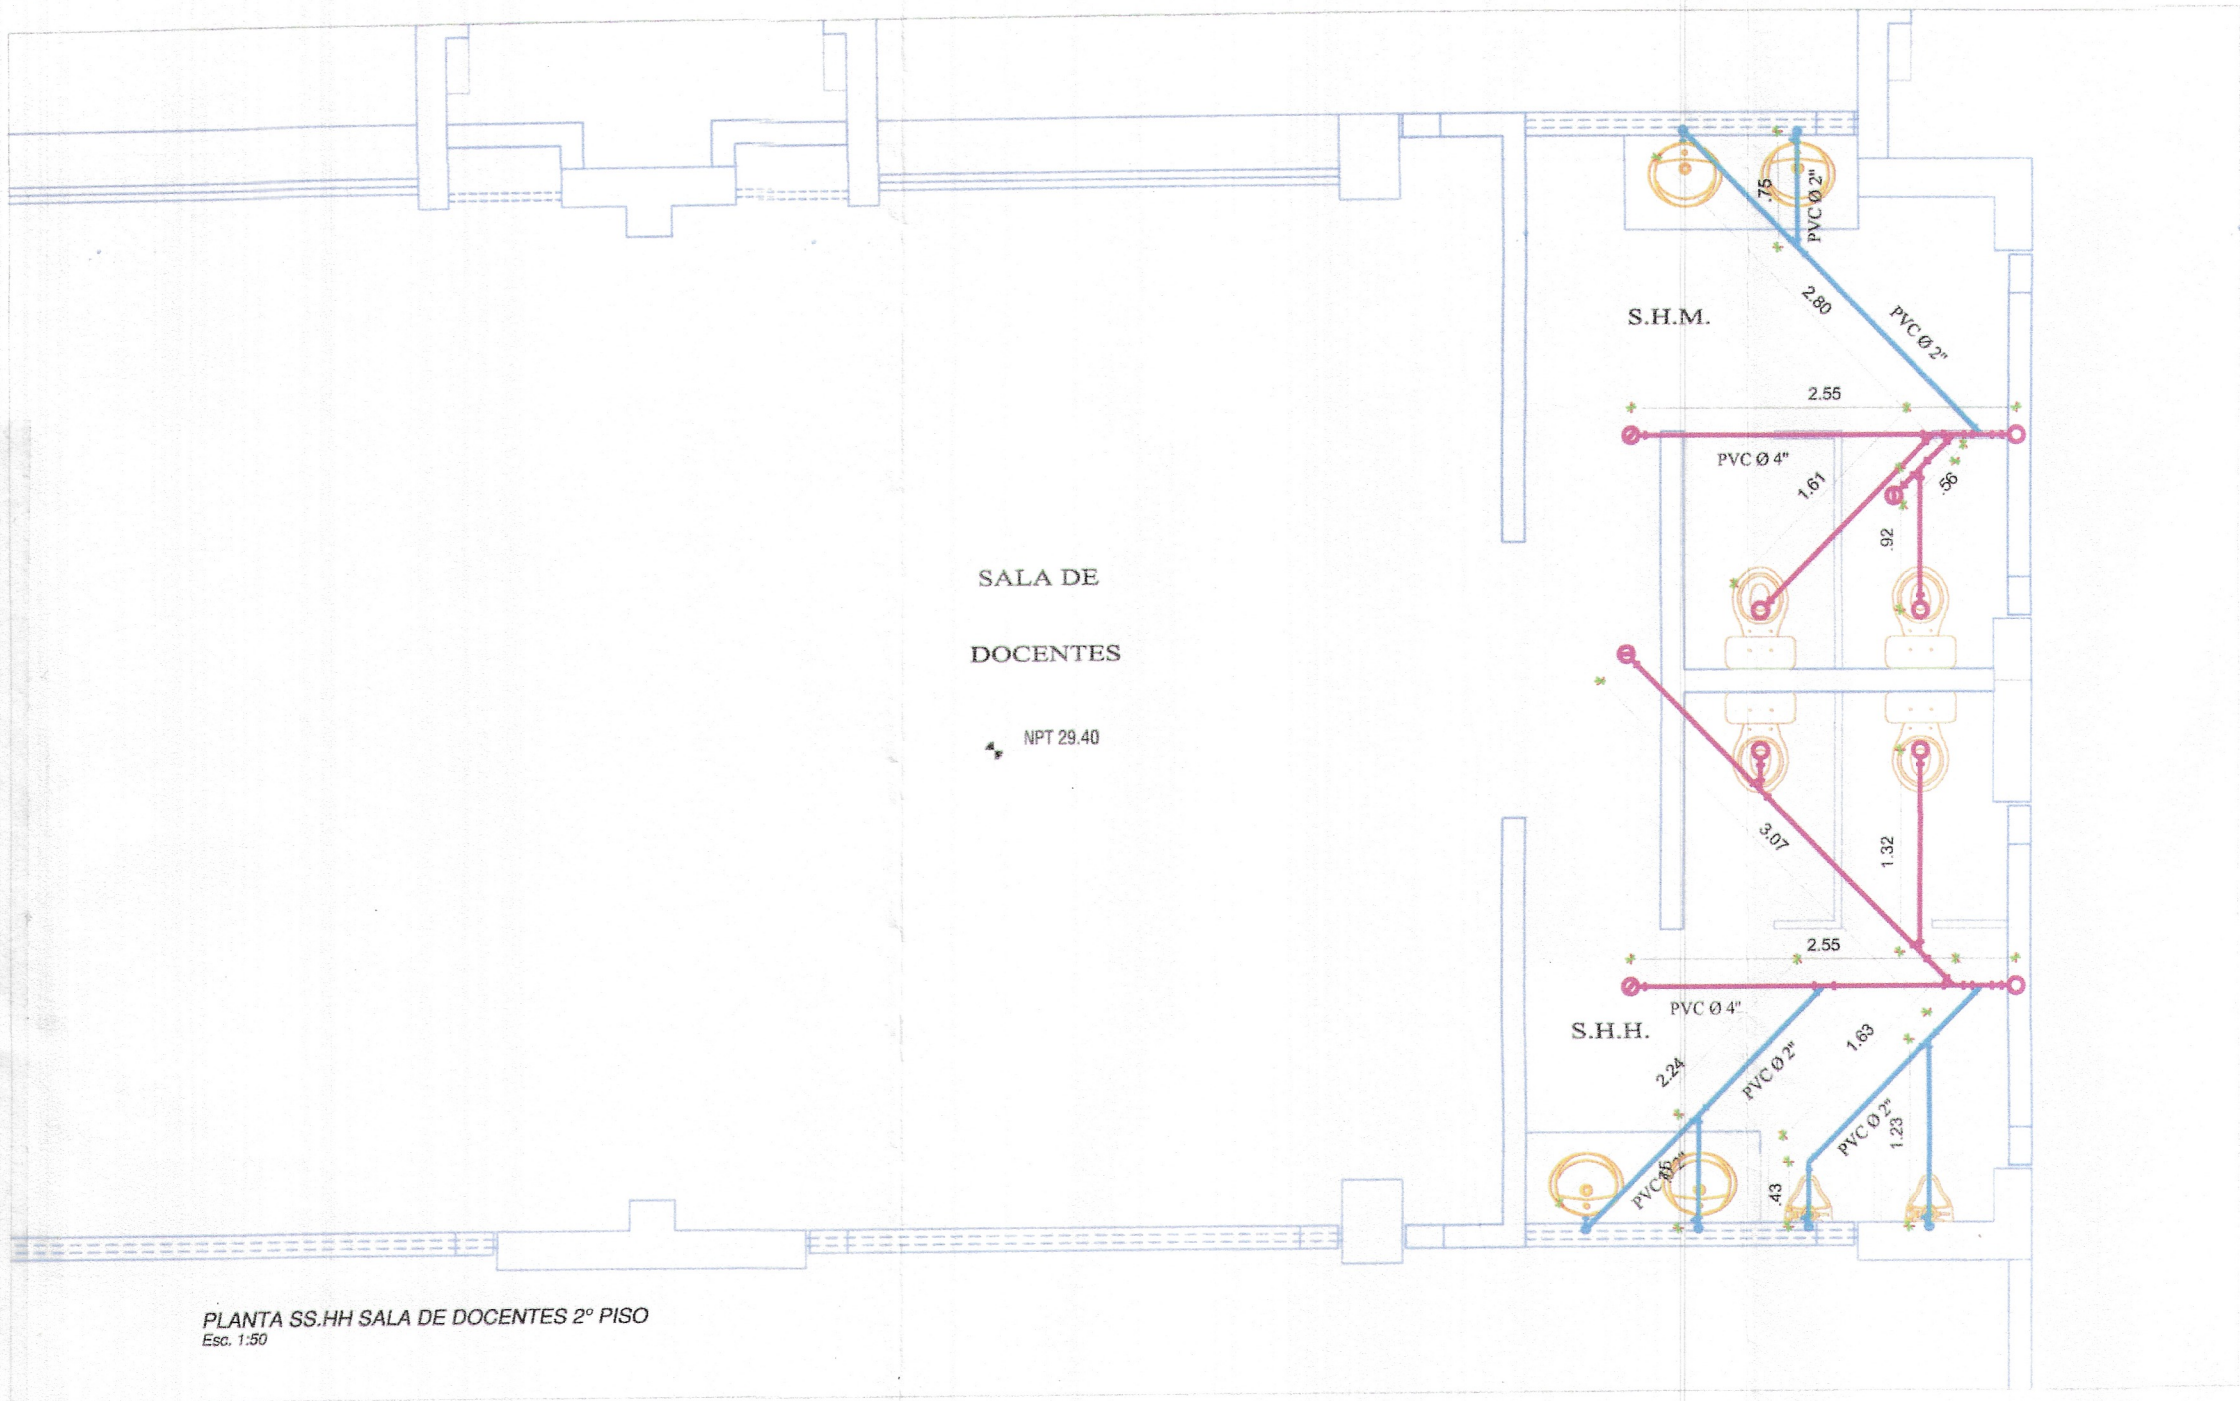 .75
PVC Ø 2"
2.80
PVC Ø 2"
S.H.M.
2.55
PVC Ø 4"
1.61
.56
.92
SALA DE
DOCENTES
NPT 29.40
3.07
1.32
2.55
PVC Ø 4"
S.H.H.
2.24
PVC Ø 2"
1.63
PVC Ø 2"
1.23
PVC Ø 2"
.43
PLANTA SS.HH SALA DE DOCENTES 2º PISO
Esc. 1:50